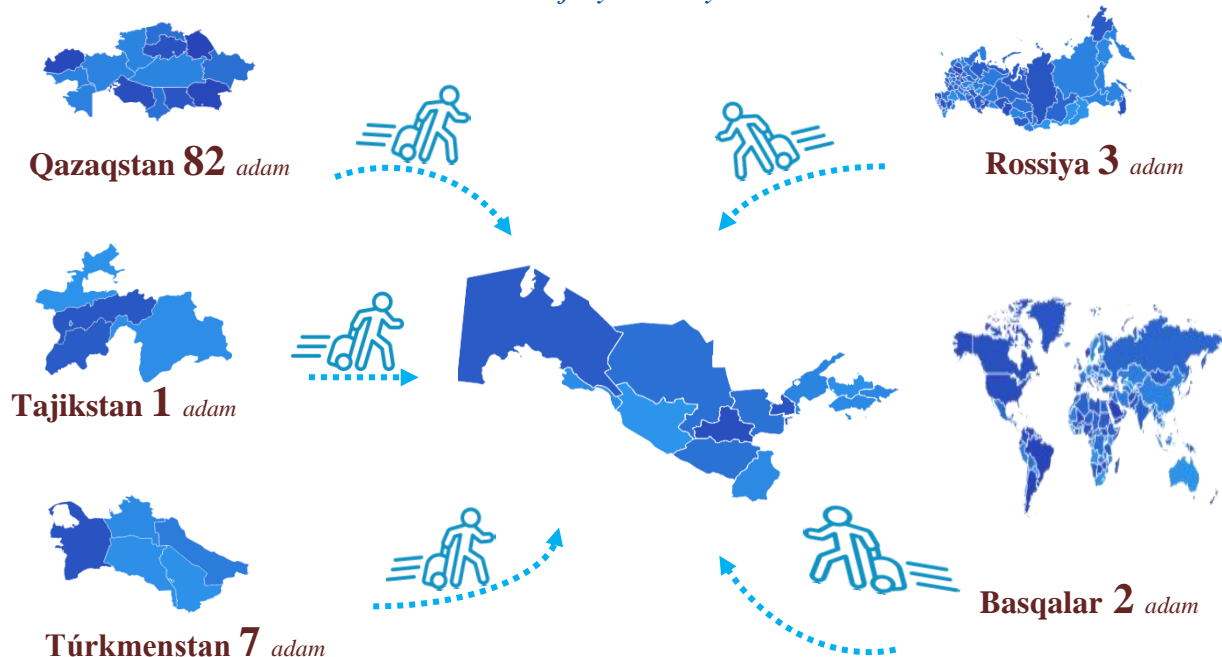 Qazaqstan 82 adam
Rossiya 3 adam
Tajikstan 1 adam
Túrkmenstan 7 adam
Basqalar 2 adam